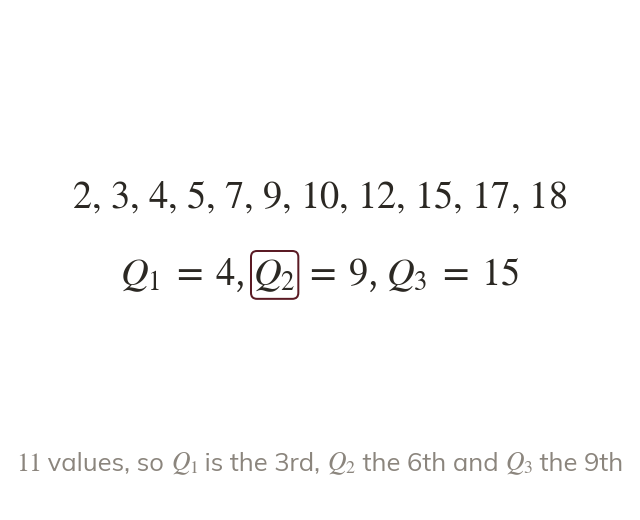 2, 3, 4, 5, 7, 9, 10, 12, 15, 17, 18
Q₁ = 4, Q₂ = 9, Q₃ = 15
11 values, so Q₁ is the 3rd, Q₂ the 6th and Q₃ the 9th